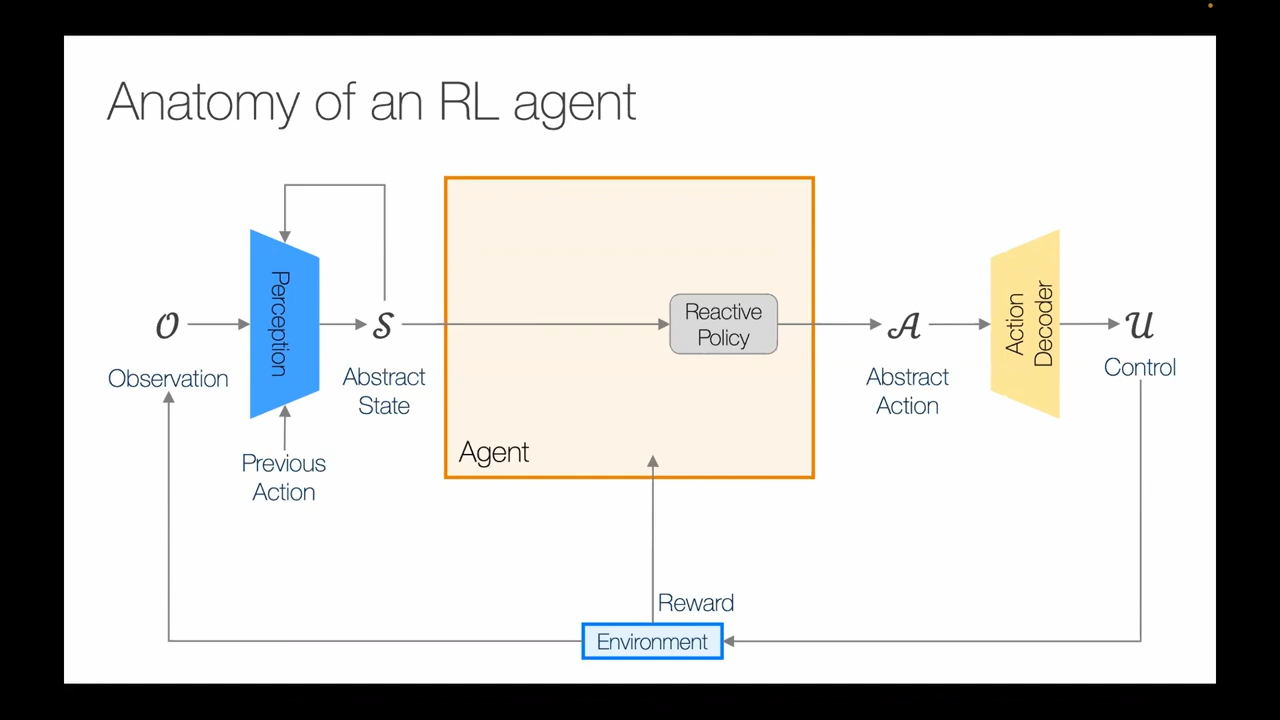 Anatomy of an RL agent
Perception
𝒪
𝒮
Reactive
Policy
𝒜
Action
Decoder
𝒰
Observation
Abstract
State
Abstract
Action
Control
Agent
Previous
Action
Reward
Environment